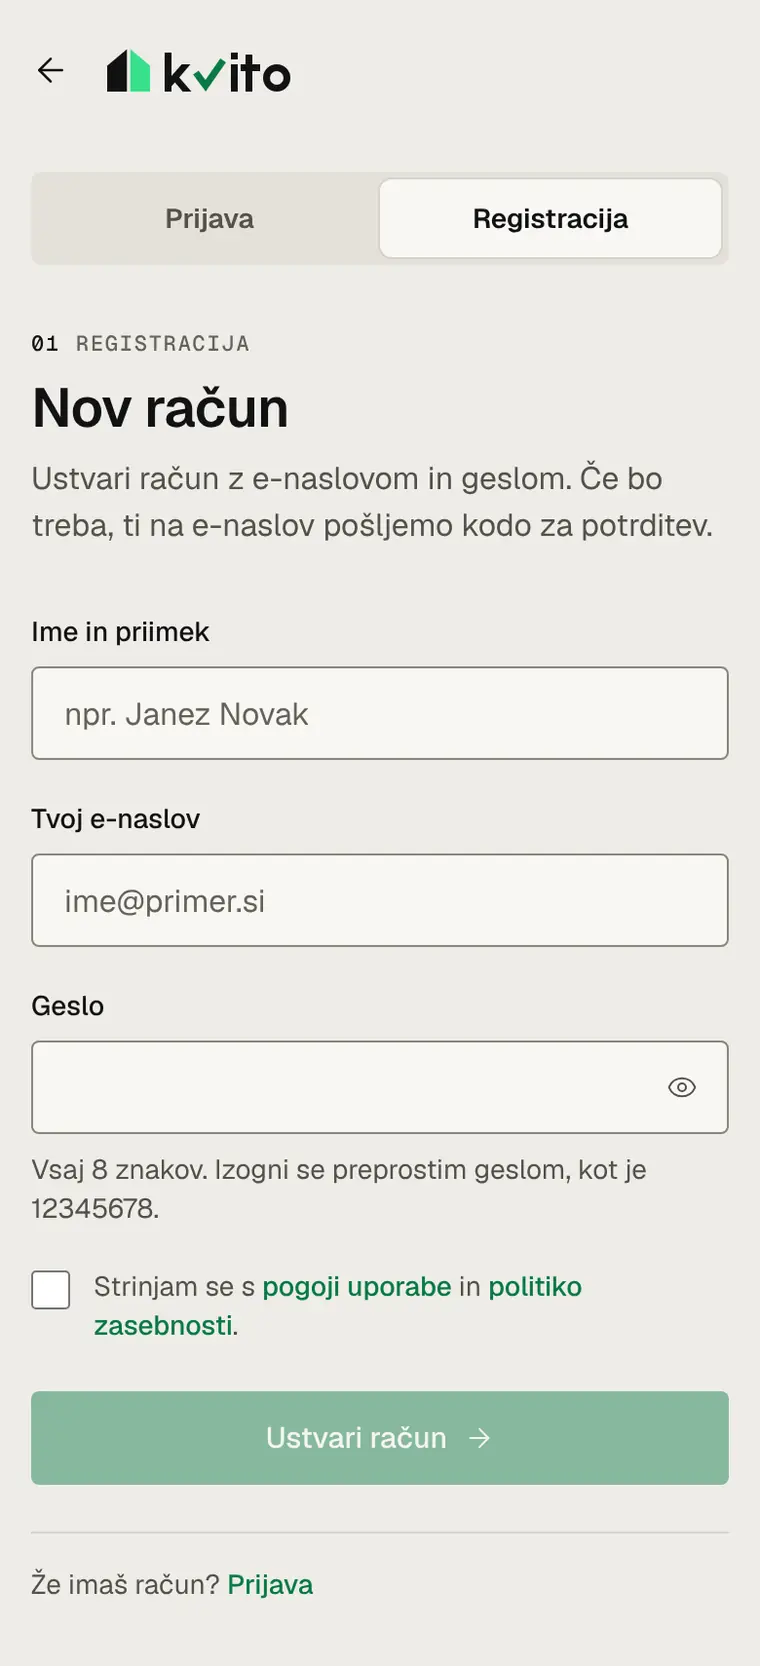 kvito
Prijava
Registracija
01 REGISTRACIJA
Nov račun
Ustvari račun z e-naslovom in geslom. Če bo
treba, ti na e-naslov pošljemo kodo za potrditev.
Ime in priimek
npr. Janez Novak
Tvoj e-naslov
ime@primer.si
Geslo
Vsaj 8 znakov. Izogni se preprostim geslom, kot je
12345678.
Strinjam se s pogoji uporabe in politiko
zasebnosti.
Ustvari račun →
Že imaš račun? Prijava